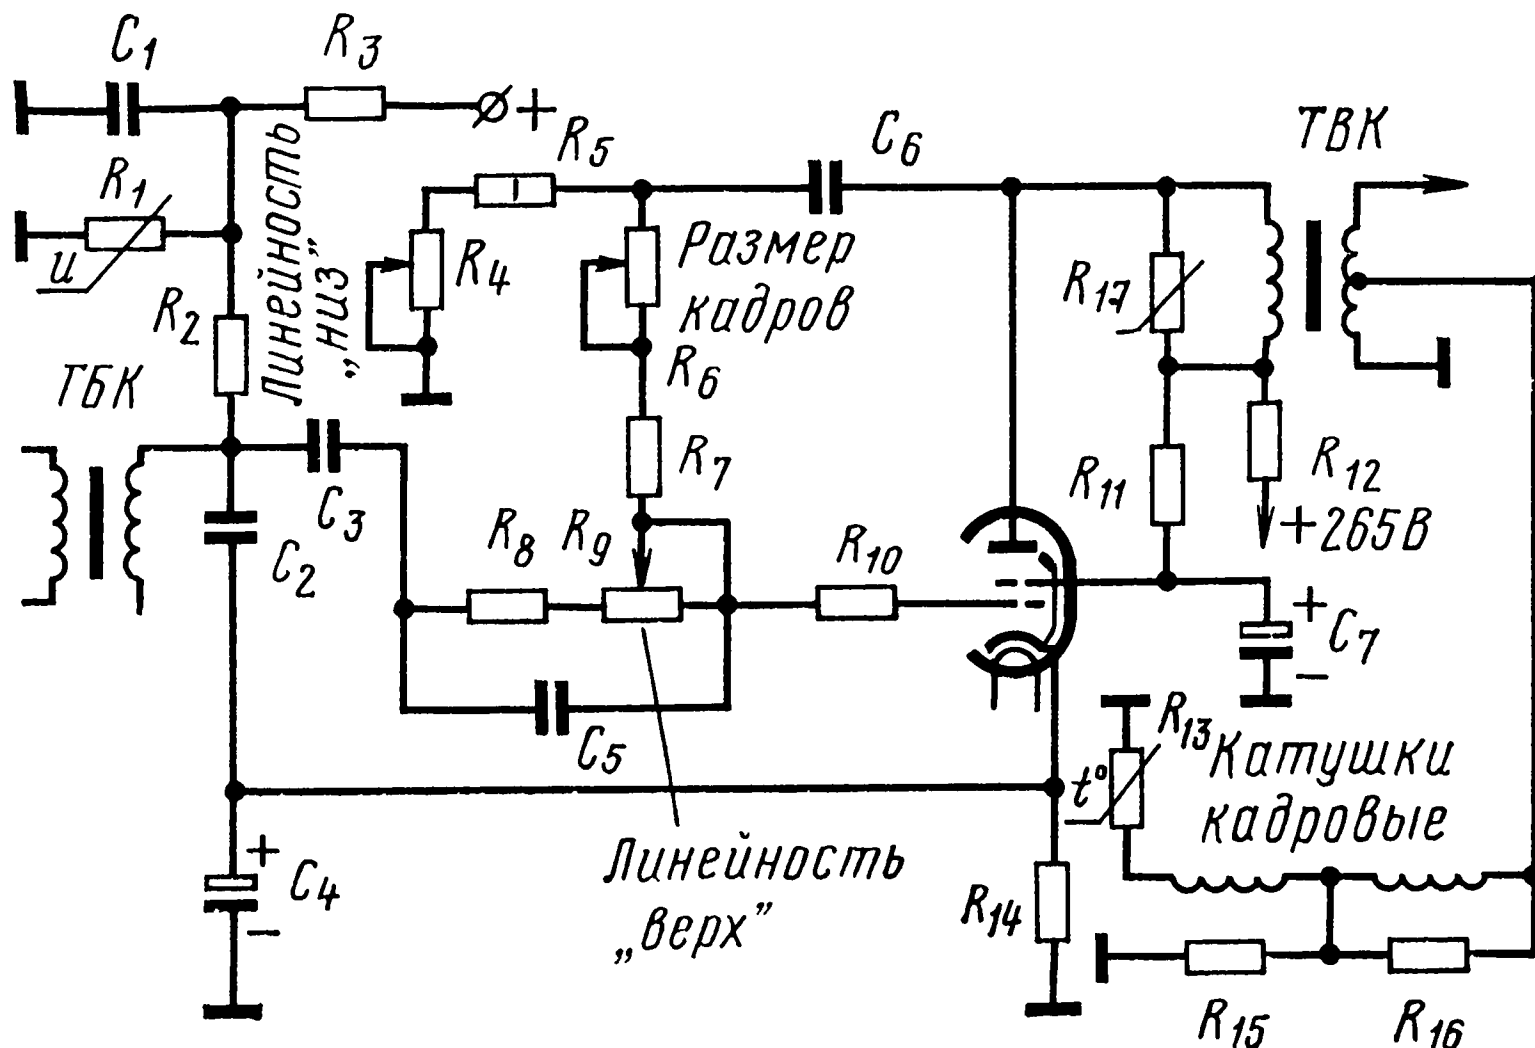 C1
R3
+
R1
u
R5
C6
ТВК
Линейность
„низ”
R4
Размер
кадров
R17
R2
ТБК
R6
R7
R11
R12
+265В
C3
C2
R8
R9
R10
+
C7
−
C5
R13
t°
Катушки
кадровые
+
C4
−
Линейность
„верх”
R14
R15
R16